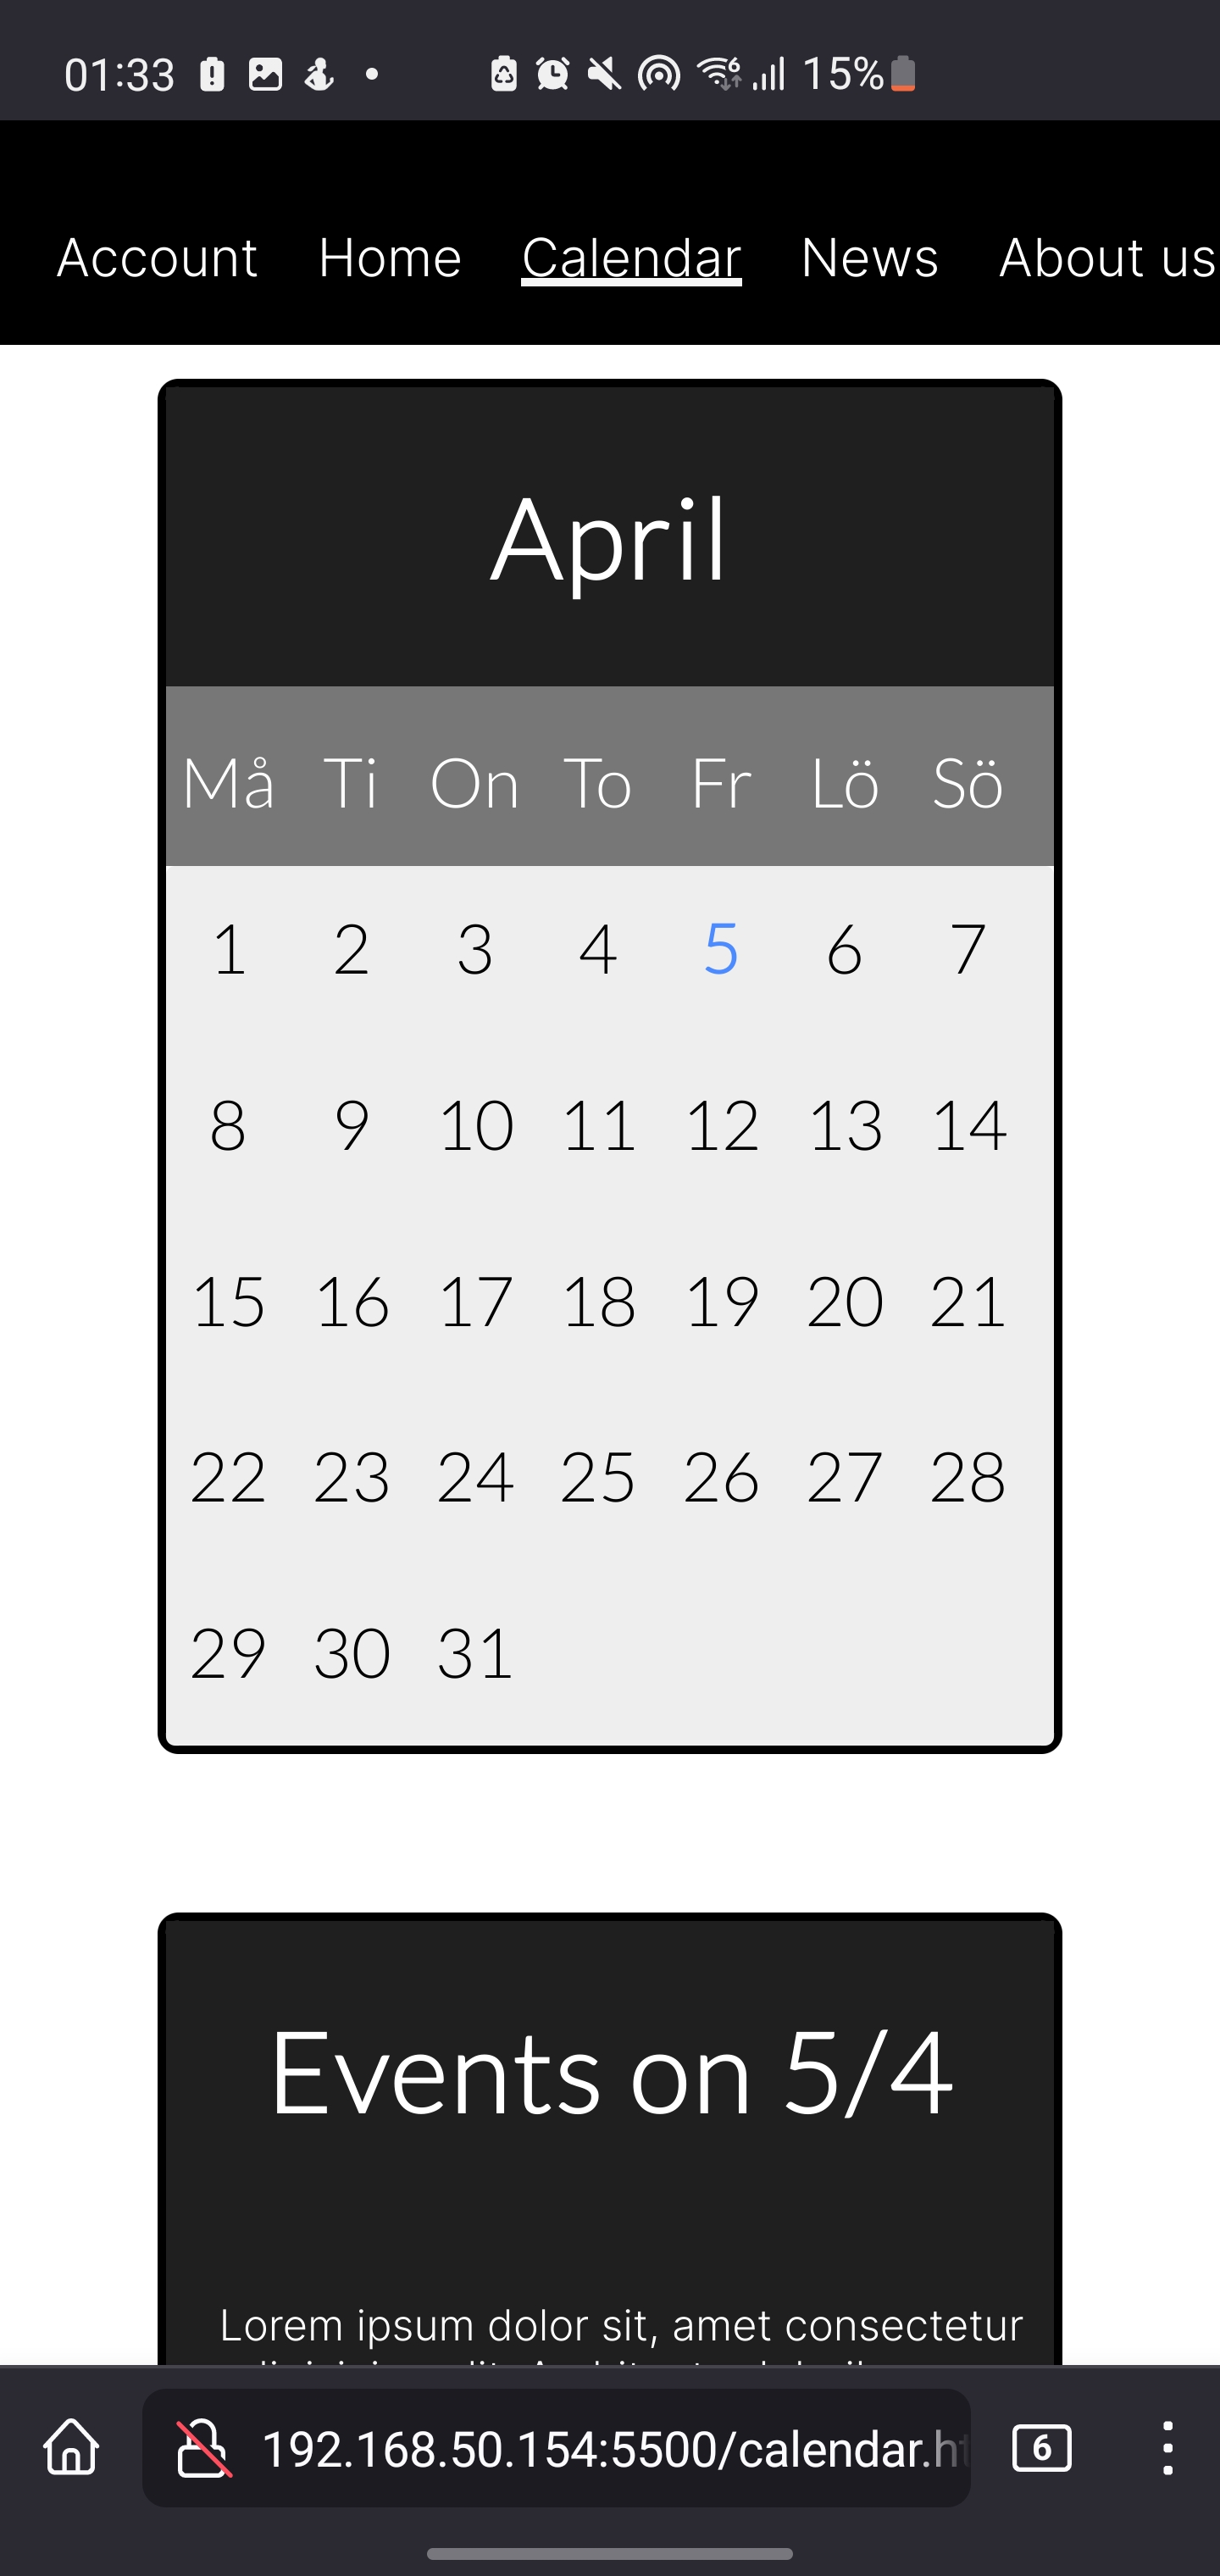 01:33 6 15%
Account Home Calendar News About us
April
Må Ti On To Fr Lö Sö
1 2 3 4 5 6 7
8 9 10 11 12 13 14
15 16 17 18 19 20 21
22 23 24 25 26 27 28
29 30 31
Events on 5/4
Lorem ipsum dolor sit, amet consectetur
192.168.50.154:5500/calendar.ht 6